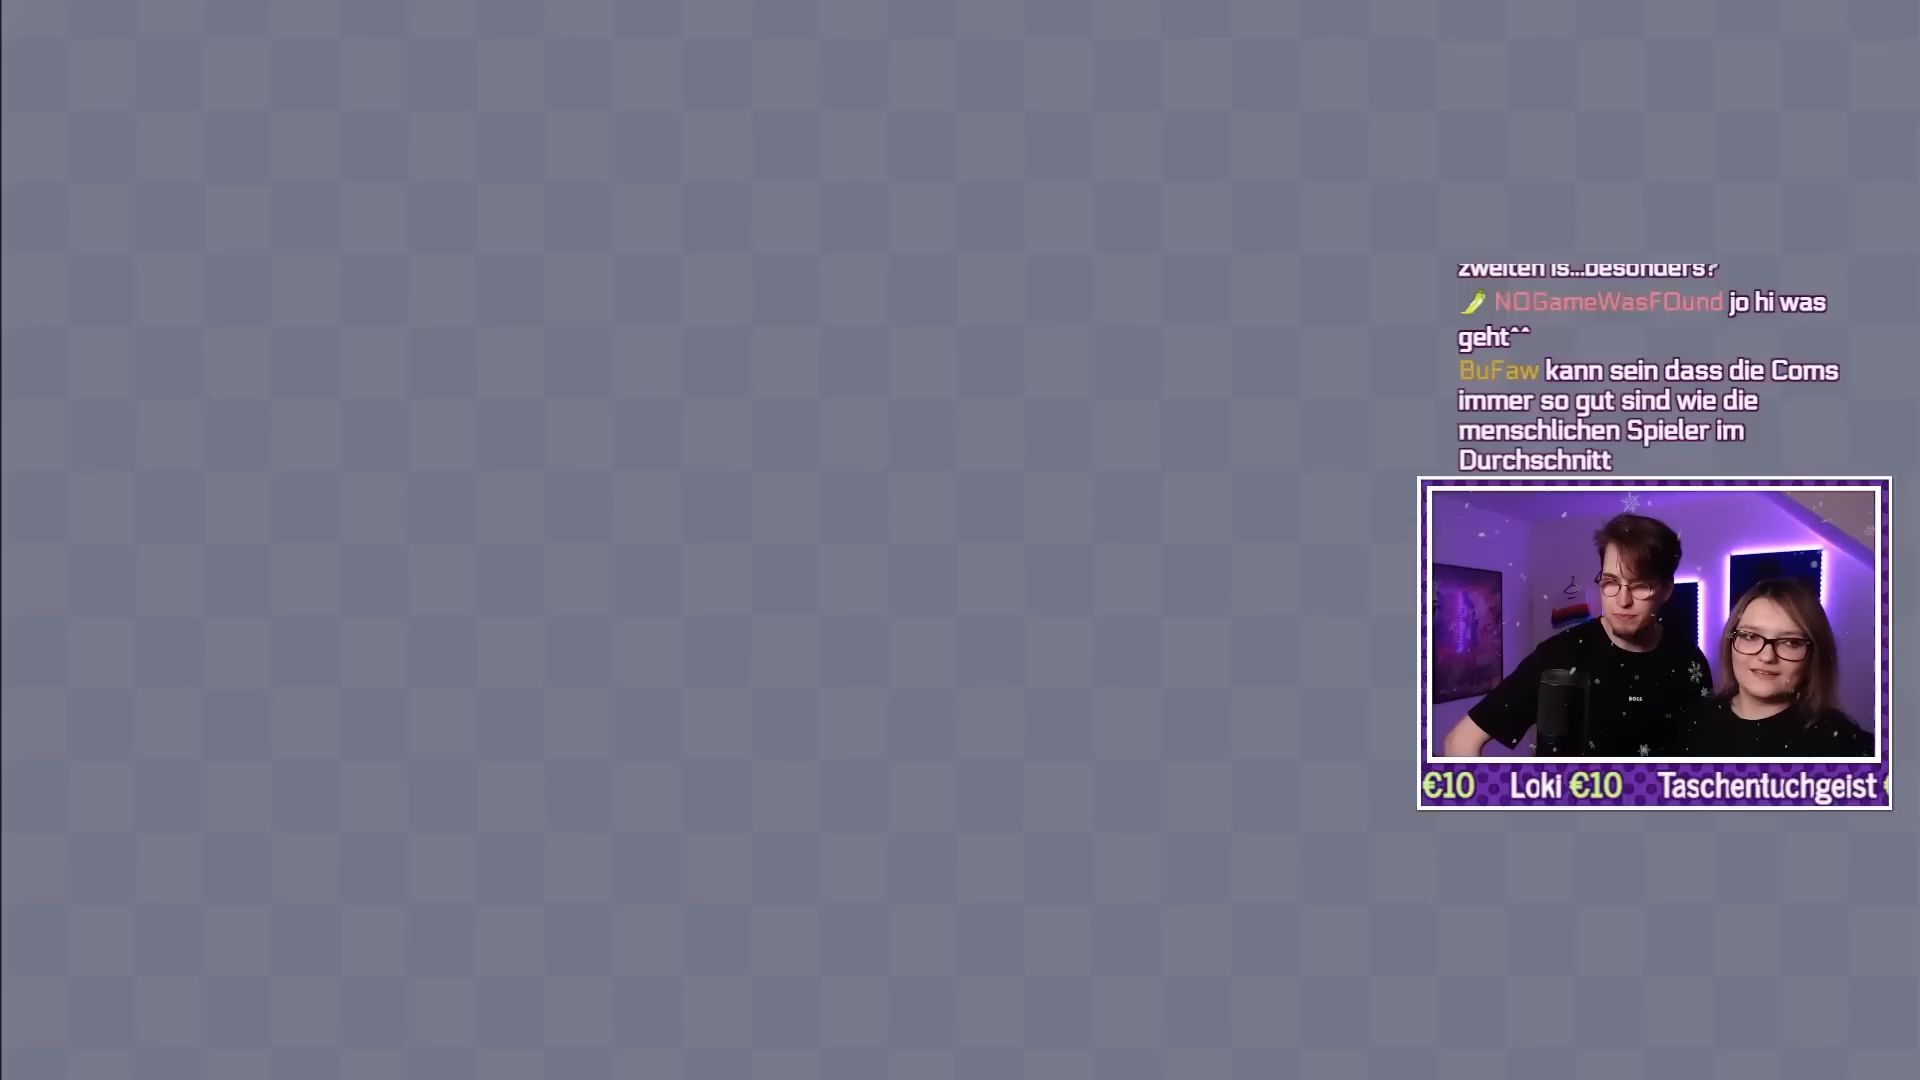 zweiten is...besonders?
NOGameWasFOund jo hi was
geht^^
BuFaw kann sein dass die Coms
immer so gut sind wie die
menschlichen Spieler im
Durchschnitt
BOSS
€10 Loki €10 Taschentuchgeist